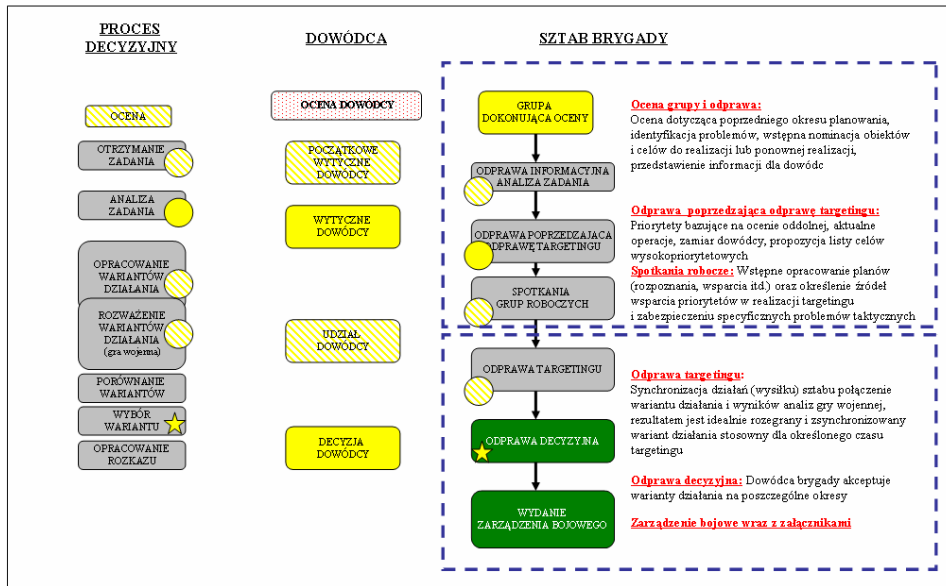 PROCES
DECYZYJNY
OCENA
OTRZYMANIE
ZADANIA
ANALIZA
ZADANIA
OPRACOWANIE
WARIANTÓW
DZIAŁANIA
ROZWAŻENIE
WARIANTÓW
DZIAŁANIA
(gra wojenna)
PORÓWNANIE
WARIANTÓW
WYBÓR
WARIANTU
OPRACOWANIE
ROZKAZU
DOWÓDCA
OCENA DOWÓDCY
POCZĄTKOWE
WYTYCZNE
DOWÓDCY
WYTYCZNE
DOWÓDCY
UDZIAŁ
DOWÓDCY
DECYZJA
DOWÓDCY
SZTAB BRYGADY
GRUPA
DOKONUJĄCA OCENY
ODPRAWA INFORMACYJNA
ANALIZA ZADANIA
ODPRAWA POPRZEDZAJĄCA
ODPRAWĘ TARGETINGU
SPOTKANIA
GRUP ROBOCZYCH
ODPRAWA TARGETINGU
ODPRAWA DECYZYJNA
WYDANIE
ZARZĄDZENIA BOJOWEGO
Ocena grupy i odprawa:
Ocena dotycząca poprzedniego okresu planowania,
identyfikacja problemów, wstępna nominacja obiektów
i celów do realizacji lub ponownej realizacji,
przedstawienie informacji dla dowódc
Odprawa poprzedzająca odprawę targetingu:
Priorytety bazujące na ocenie oddolnej, aktualne
operacje, zamiar dowódcy, propozycja listy celów
wysokopriorytetowych
Spotkania robocze: Wstępne opracowanie planów
(rozpoznania, wsparcia itd.) oraz określenie źródeł
wsparcia priorytetów w realizacji targetingu
i zabezpieczeniu specyficznych problemów taktycznych
Odprawa targetingu:
Synchronizacja działań (wysiłku) sztabu połączenie
wariantu działania i wyników analiz gry wojennej,
rezultatem jest idealnie rozegrany i zsynchronizowany
wariant działania stosowny dla określonego czasu
targetingu
Odprawa decyzyjna: Dowódca brygady akceptuje
warianty działania na poszczególne okresy
Zarządzenie bojowe wraz z załącznikami